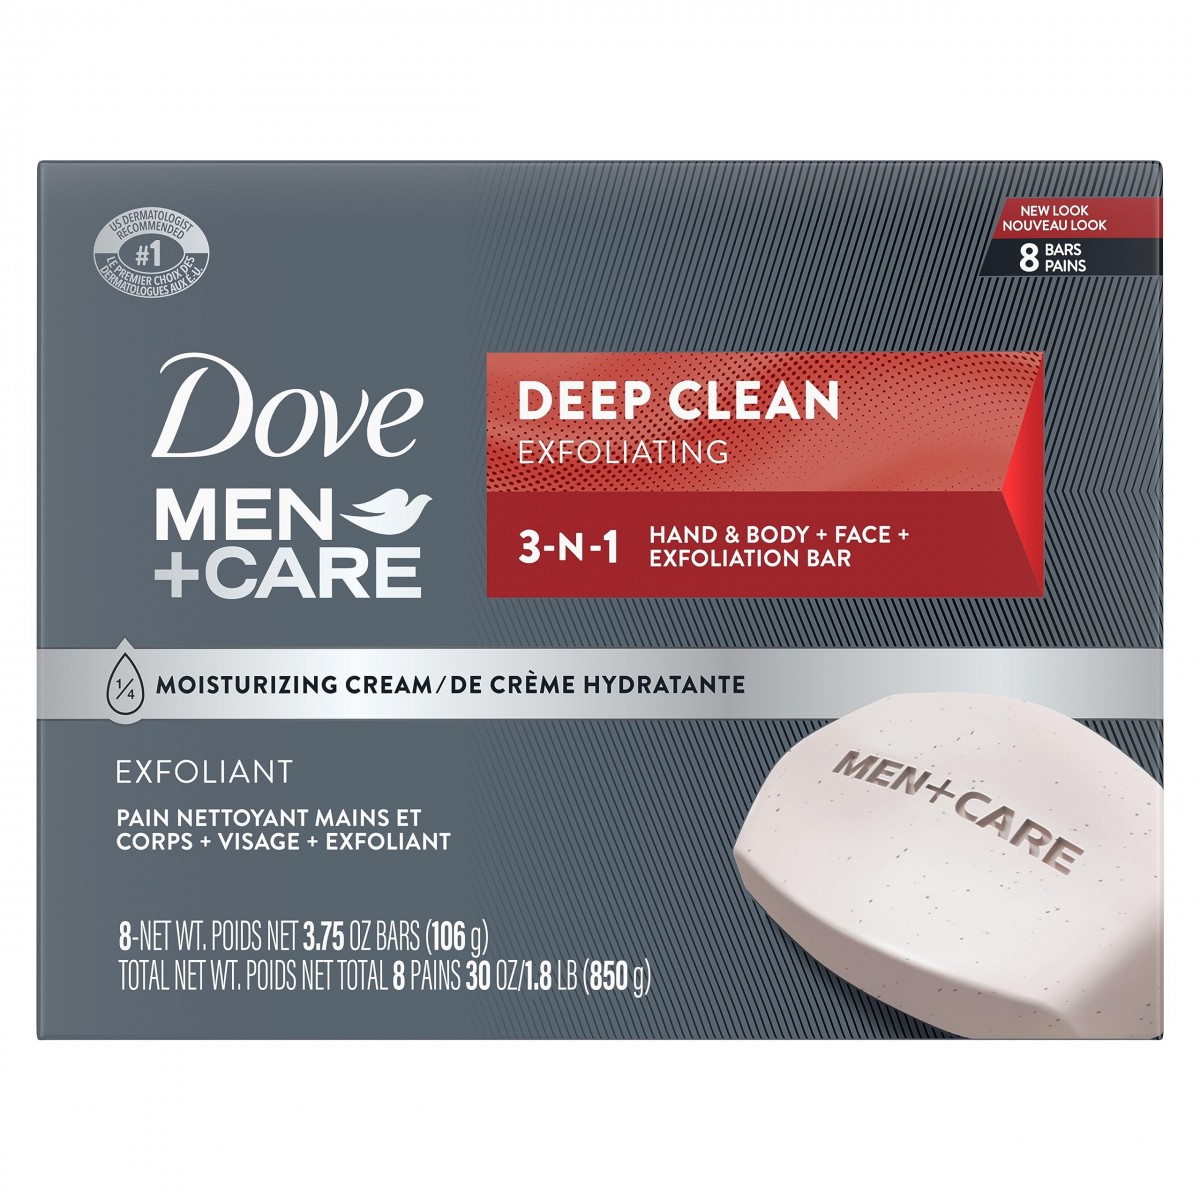 US DERMATOLOGIST
RECOMMENDED
#1
LE PREMIER CHOIX DES
DERMATOLOGUES AUX É.-U.
NEW LOOK
NOUVEAU LOOK
8 BARS
PAINS
Dove
MEN
+CARE
DEEP CLEAN
EXFOLIATING
3-N-1 HAND & BODY + FACE +
EXFOLIATION BAR
1/4 MOISTURIZING CREAM/DE CRÈME HYDRATANTE
EXFOLIANT
PAIN NETTOYANT MAINS ET
CORPS + VISAGE + EXFOLIANT
MEN+CARE
8-NET WT. POIDS NET 3.75 OZ BARS (106 g)
TOTAL NET WT. POIDS NET TOTAL 8 PAINS 30 OZ/1.8 LB (850 g)